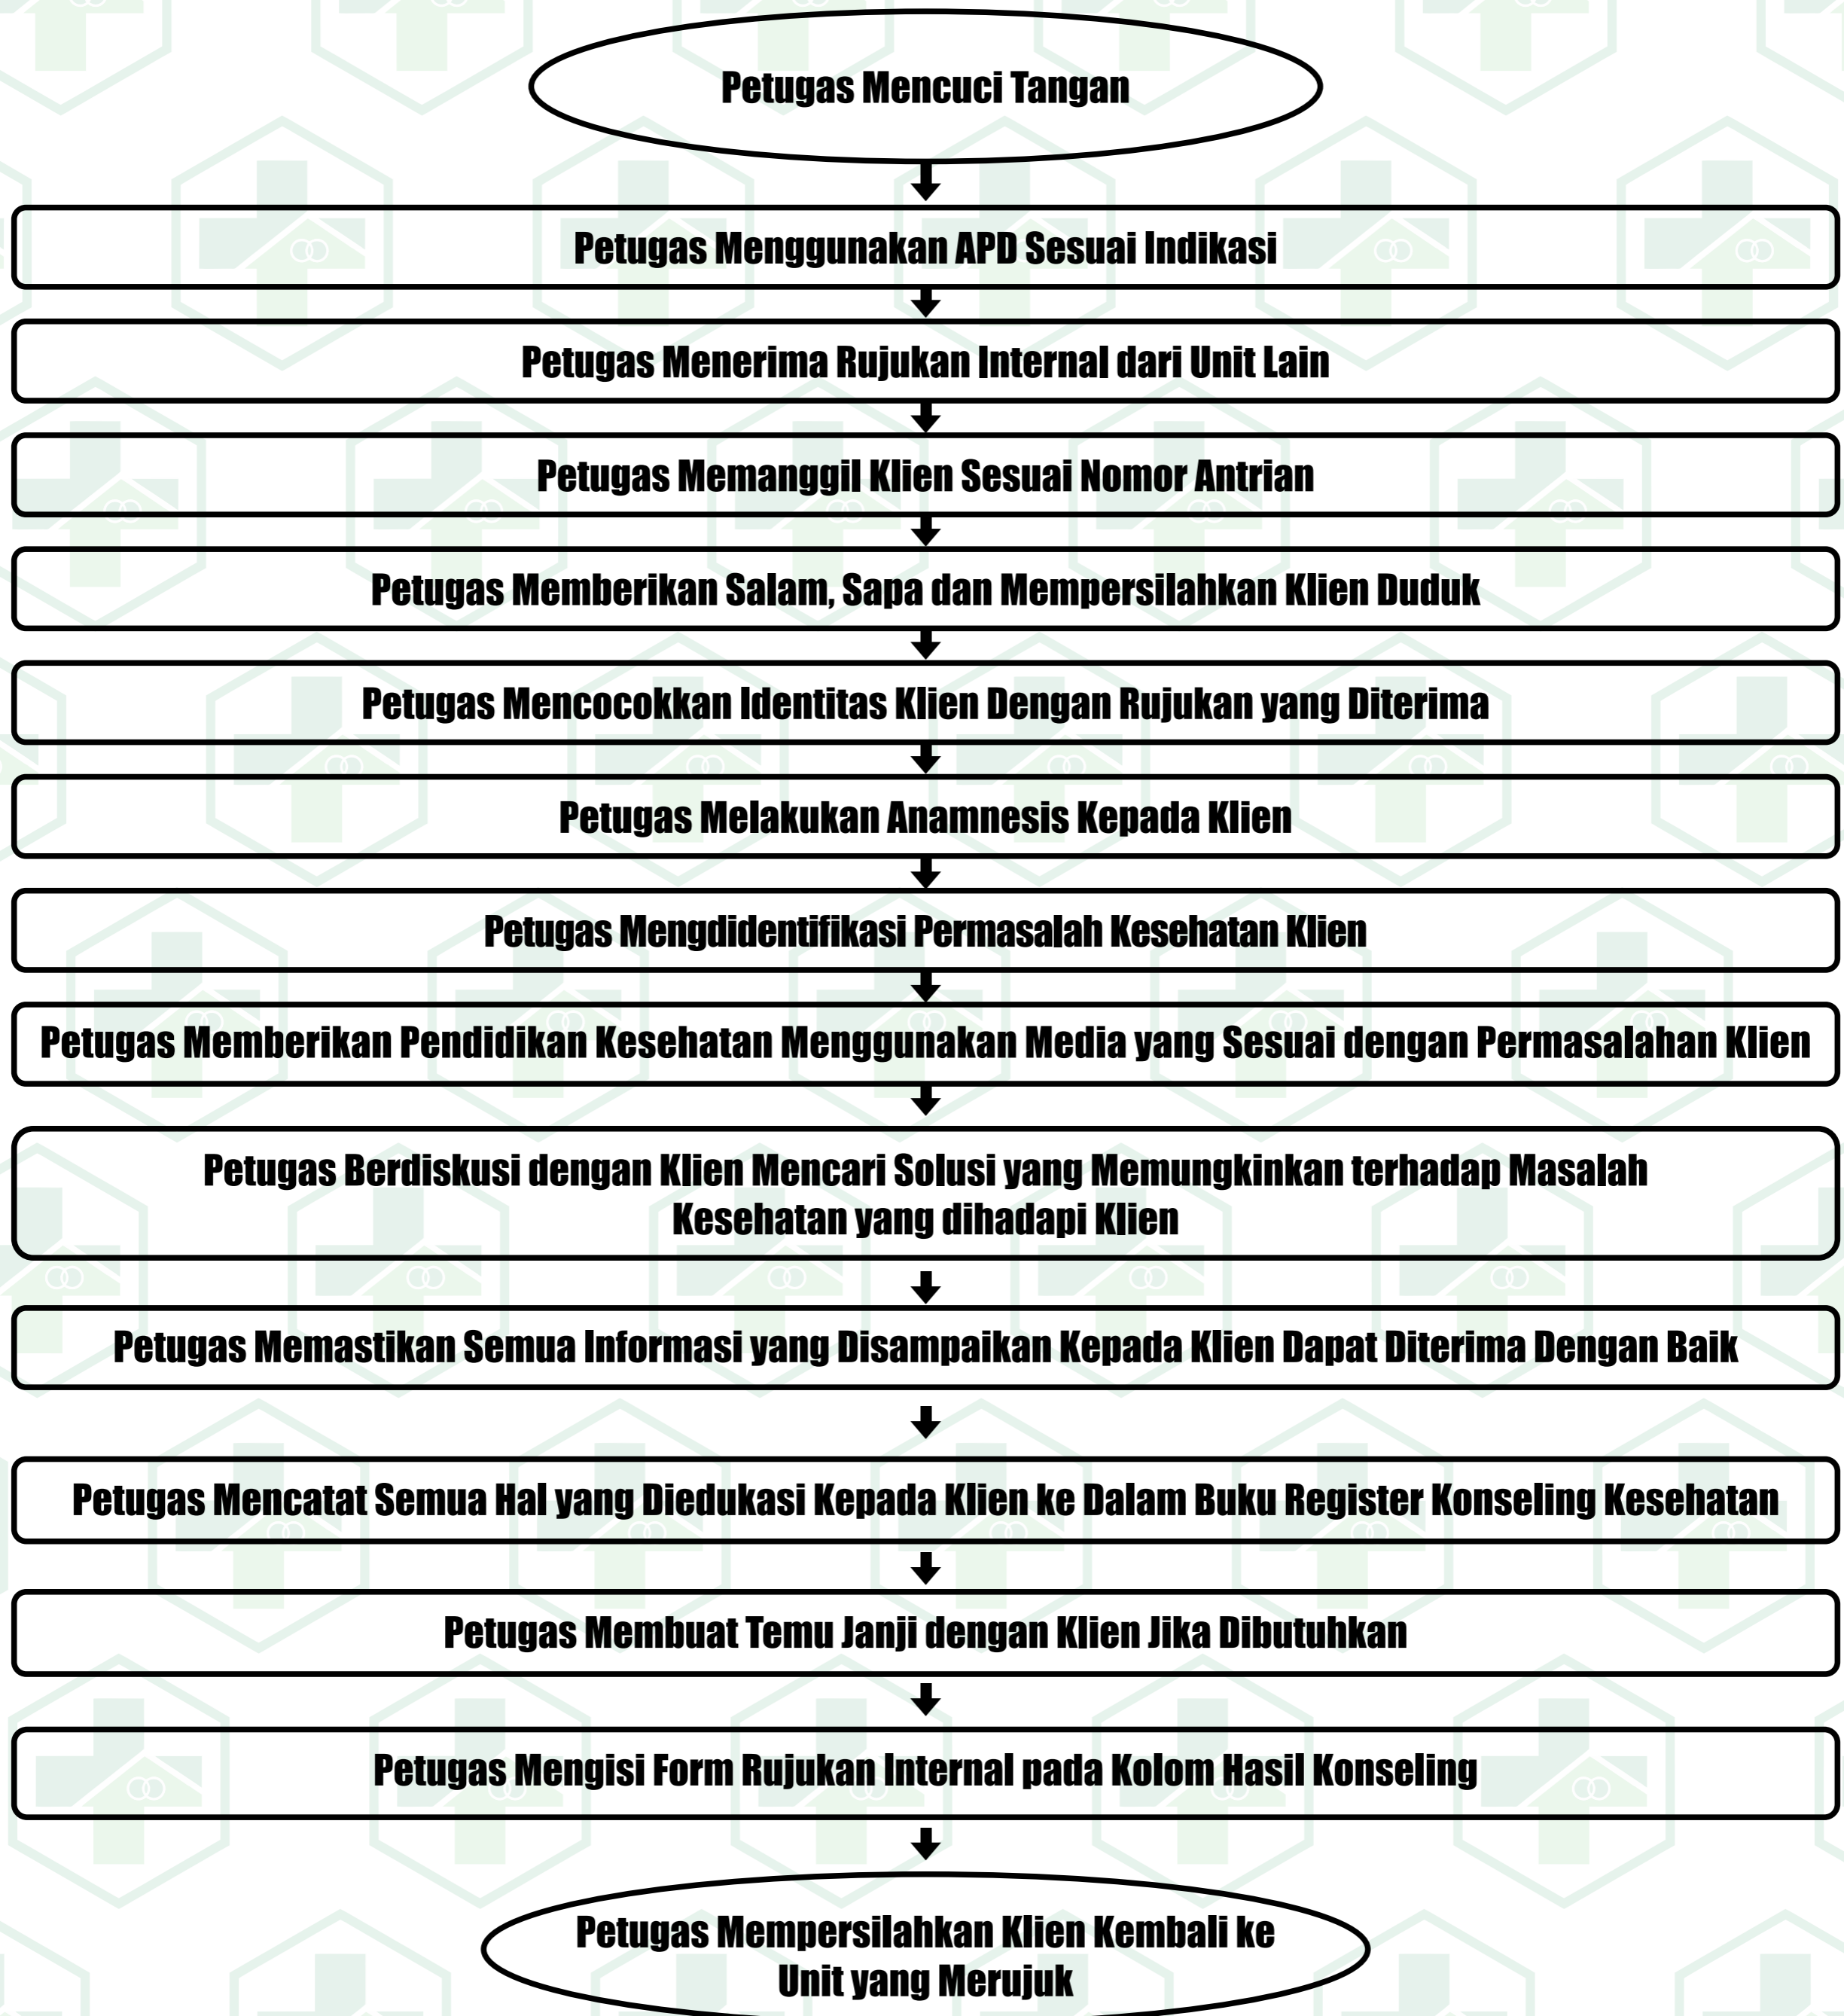 Petugas Mencuci Tangan
Petugas Menggunakan APD Sesuai Indikasi
Petugas Menerima Rujukan Internal dari Unit Lain
Petugas Memanggil Klien Sesuai Nomor Antrian
Petugas Memberikan Salam, Sapa dan Mempersilahkan Klien Duduk
Petugas Mencocokkan Identitas Klien Dengan Rujukan yang Diterima
Petugas Melakukan Anamnesis Kepada Klien
Petugas Mengdidentifikasi Permasalah Kesehatan Klien
Petugas Memberikan Pendidikan Kesehatan Menggunakan Media yang Sesuai dengan Permasalahan Klien
Petugas Berdiskusi dengan Klien Mencari Solusi yang Memungkinkan terhadap Masalah
Kesehatan yang dihadapi Klien
Petugas Memastikan Semua Informasi yang Disampaikan Kepada Klien Dapat Diterima Dengan Baik
Petugas Mencatat Semua Hal yang Diedukasi Kepada Klien ke Dalam Buku Register Konseling Kesehatan
Petugas Membuat Temu Janji dengan Klien Jika Dibutuhkan
Petugas Mengisi Form Rujukan Internal pada Kolom Hasil Konseling
Petugas Mempersilahkan Klien Kembali ke
Unit yang Merujuk